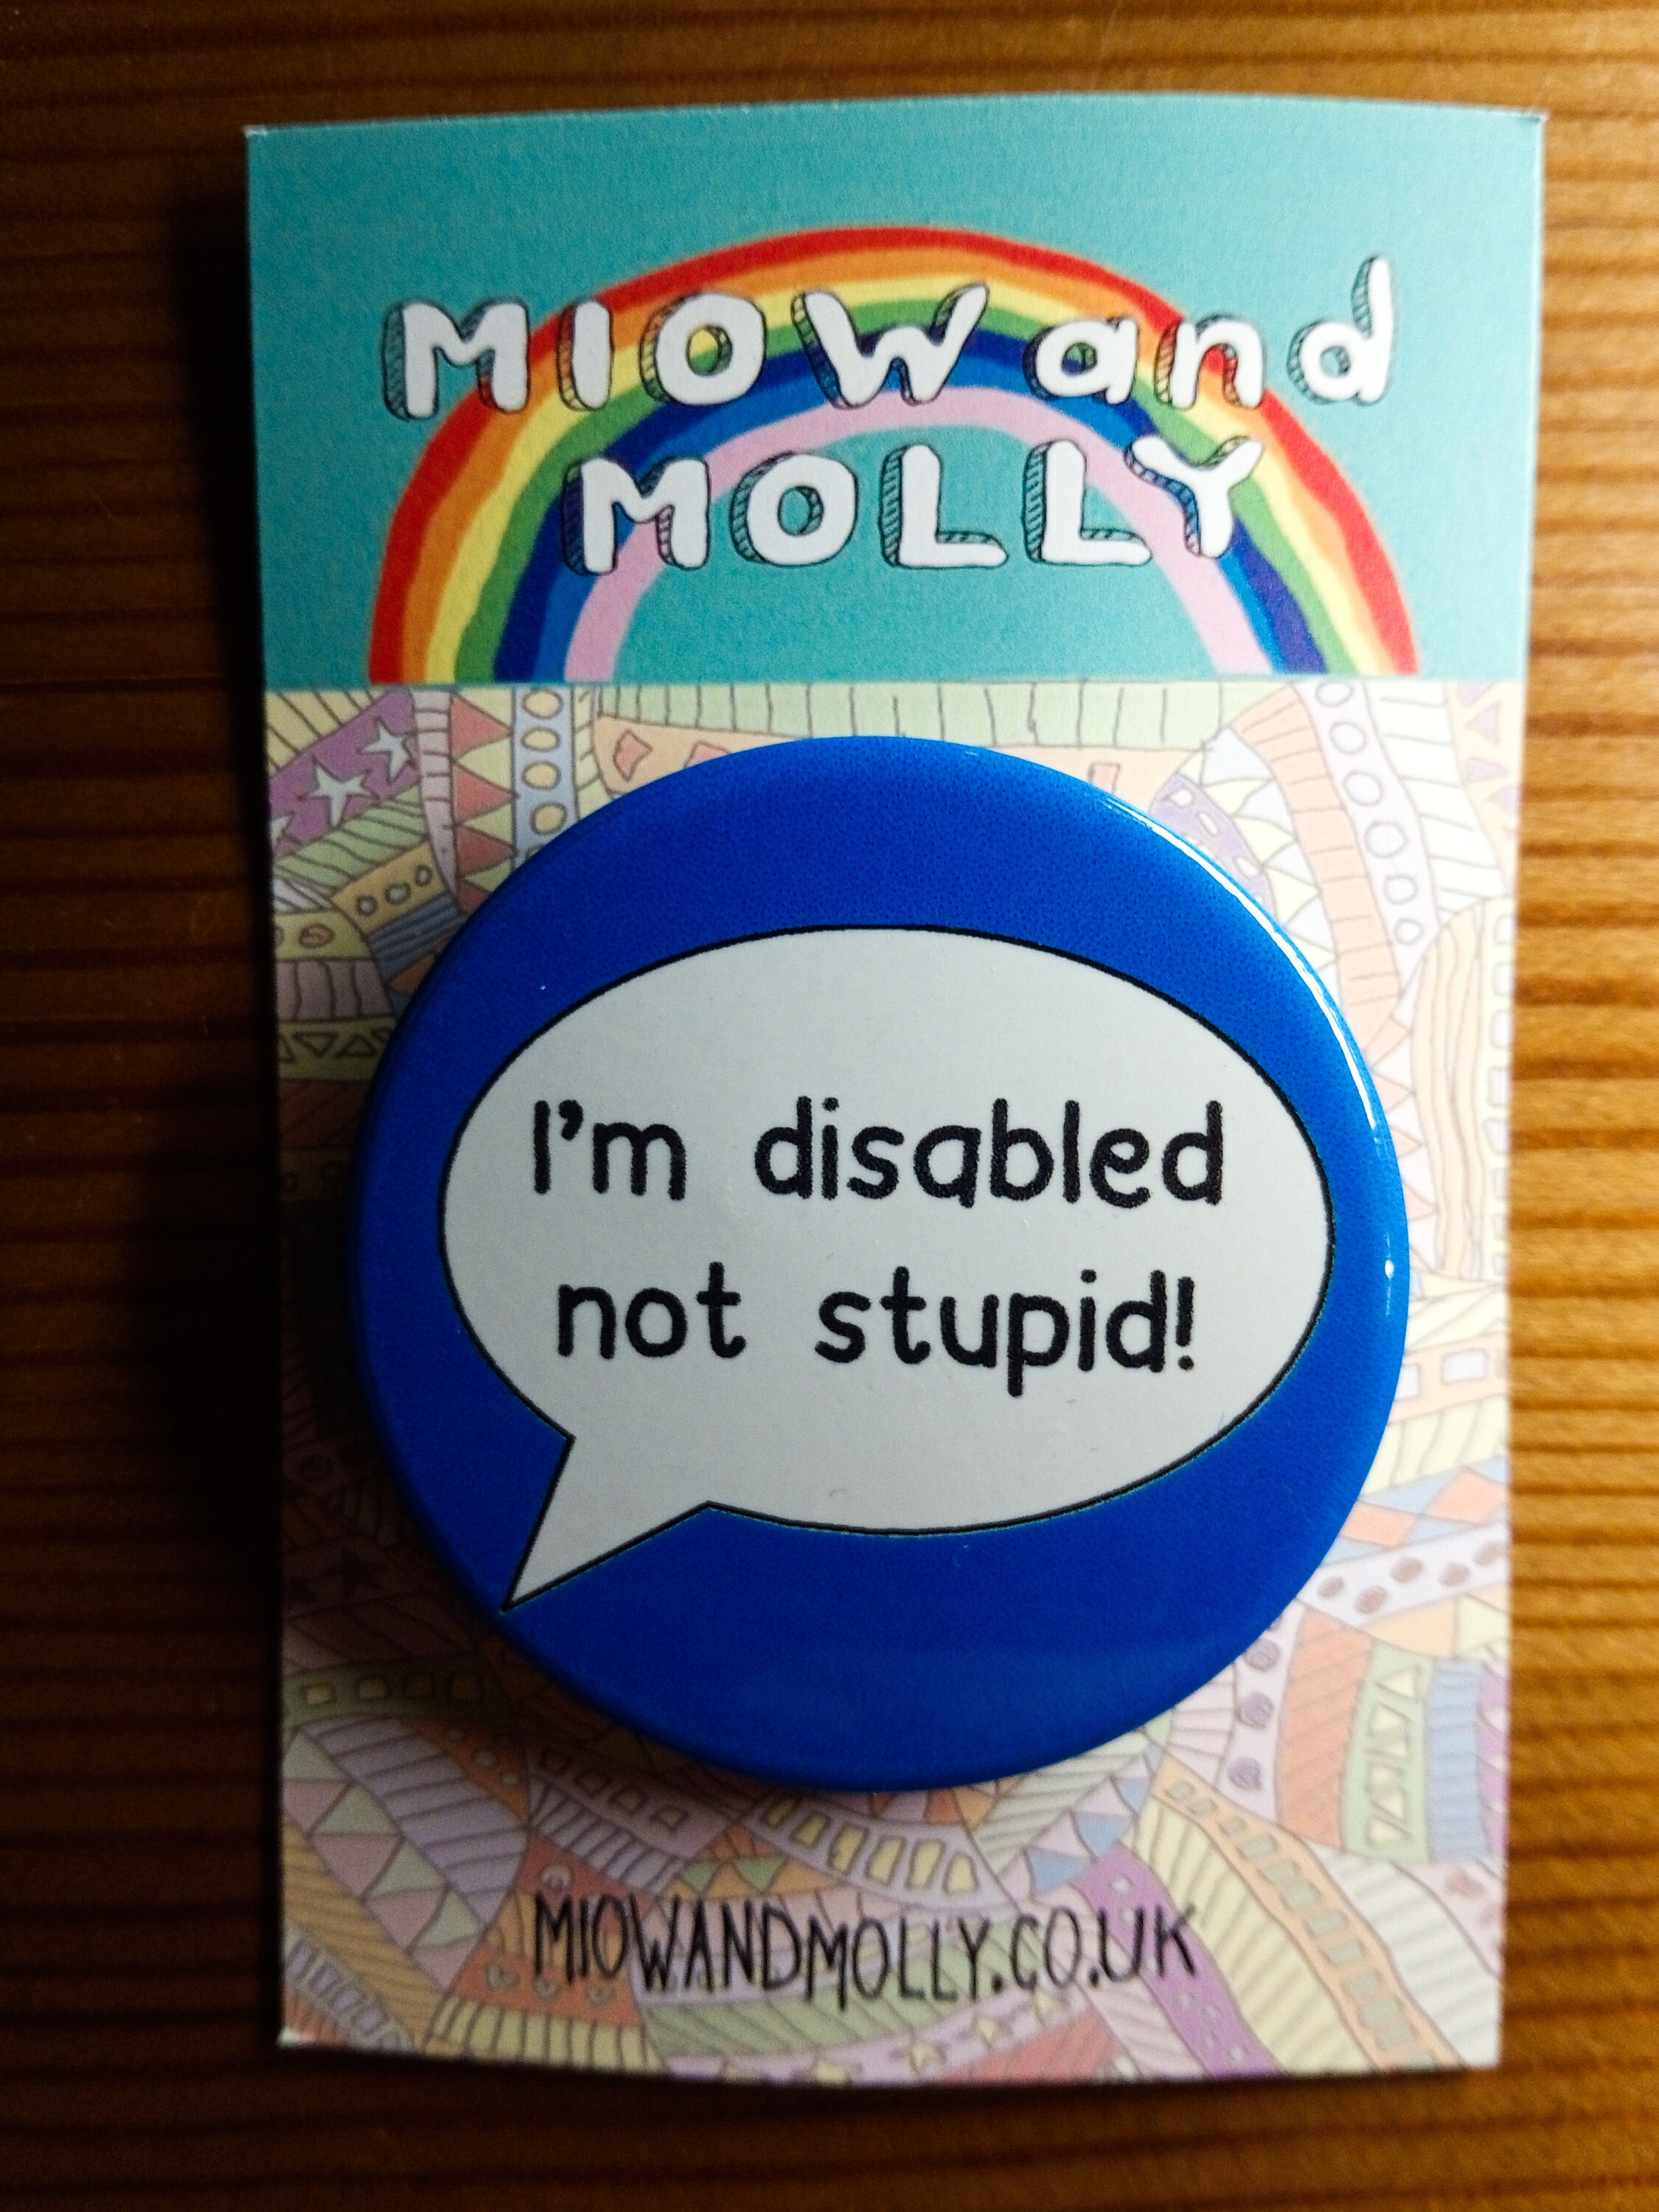 MIOW and
MOLLY
I'm disabled
not stupid!
MIOWANDMOLLY.CO.UK